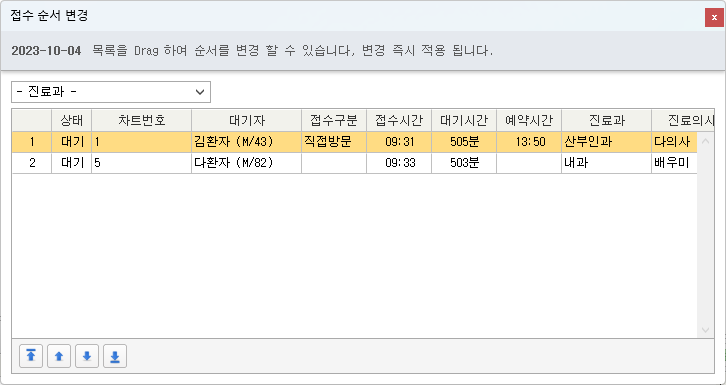 접수 순서 변경
x
2023-10-04 목록을 Drag 하여 순서를 변경 할 수 있습니다, 변경 즉시 적용 됩니다.
- 진료과 -
상태 차트번호 대기자 접수구분 접수시간 대기시간 예약시간 진료과 진료의사
1 대기 1 김환자 (M/43) 직접방문 09:31 505분 13:50 산부인과 다의사
2 대기 5 다환자 (M/82) 09:33 503분 내과 배우미